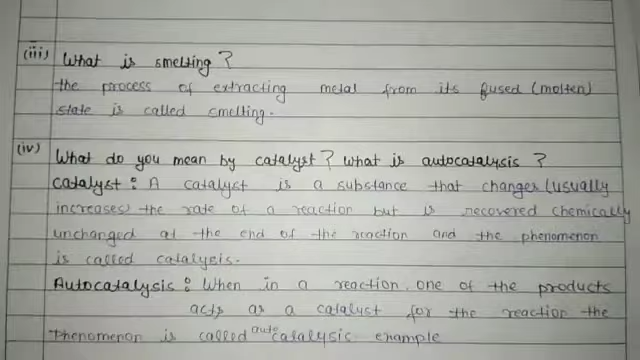 (iii) What is smelting?
the process of extracting metal from its fused (molten)
state is called smelting.
(iv) What do you mean by catalyst? What is autocatalysis?
Catalyst: A catalyst is a substance that changes (usually
increases) the rate of a reaction but is recovered chemically
unchanged at the end of the reaction and the phenomenon
is called catalysis.
Autocatalysis: When in a reaction one of the products
acts as a catalyst for the reaction the
phenomenon is called autocatalysis example